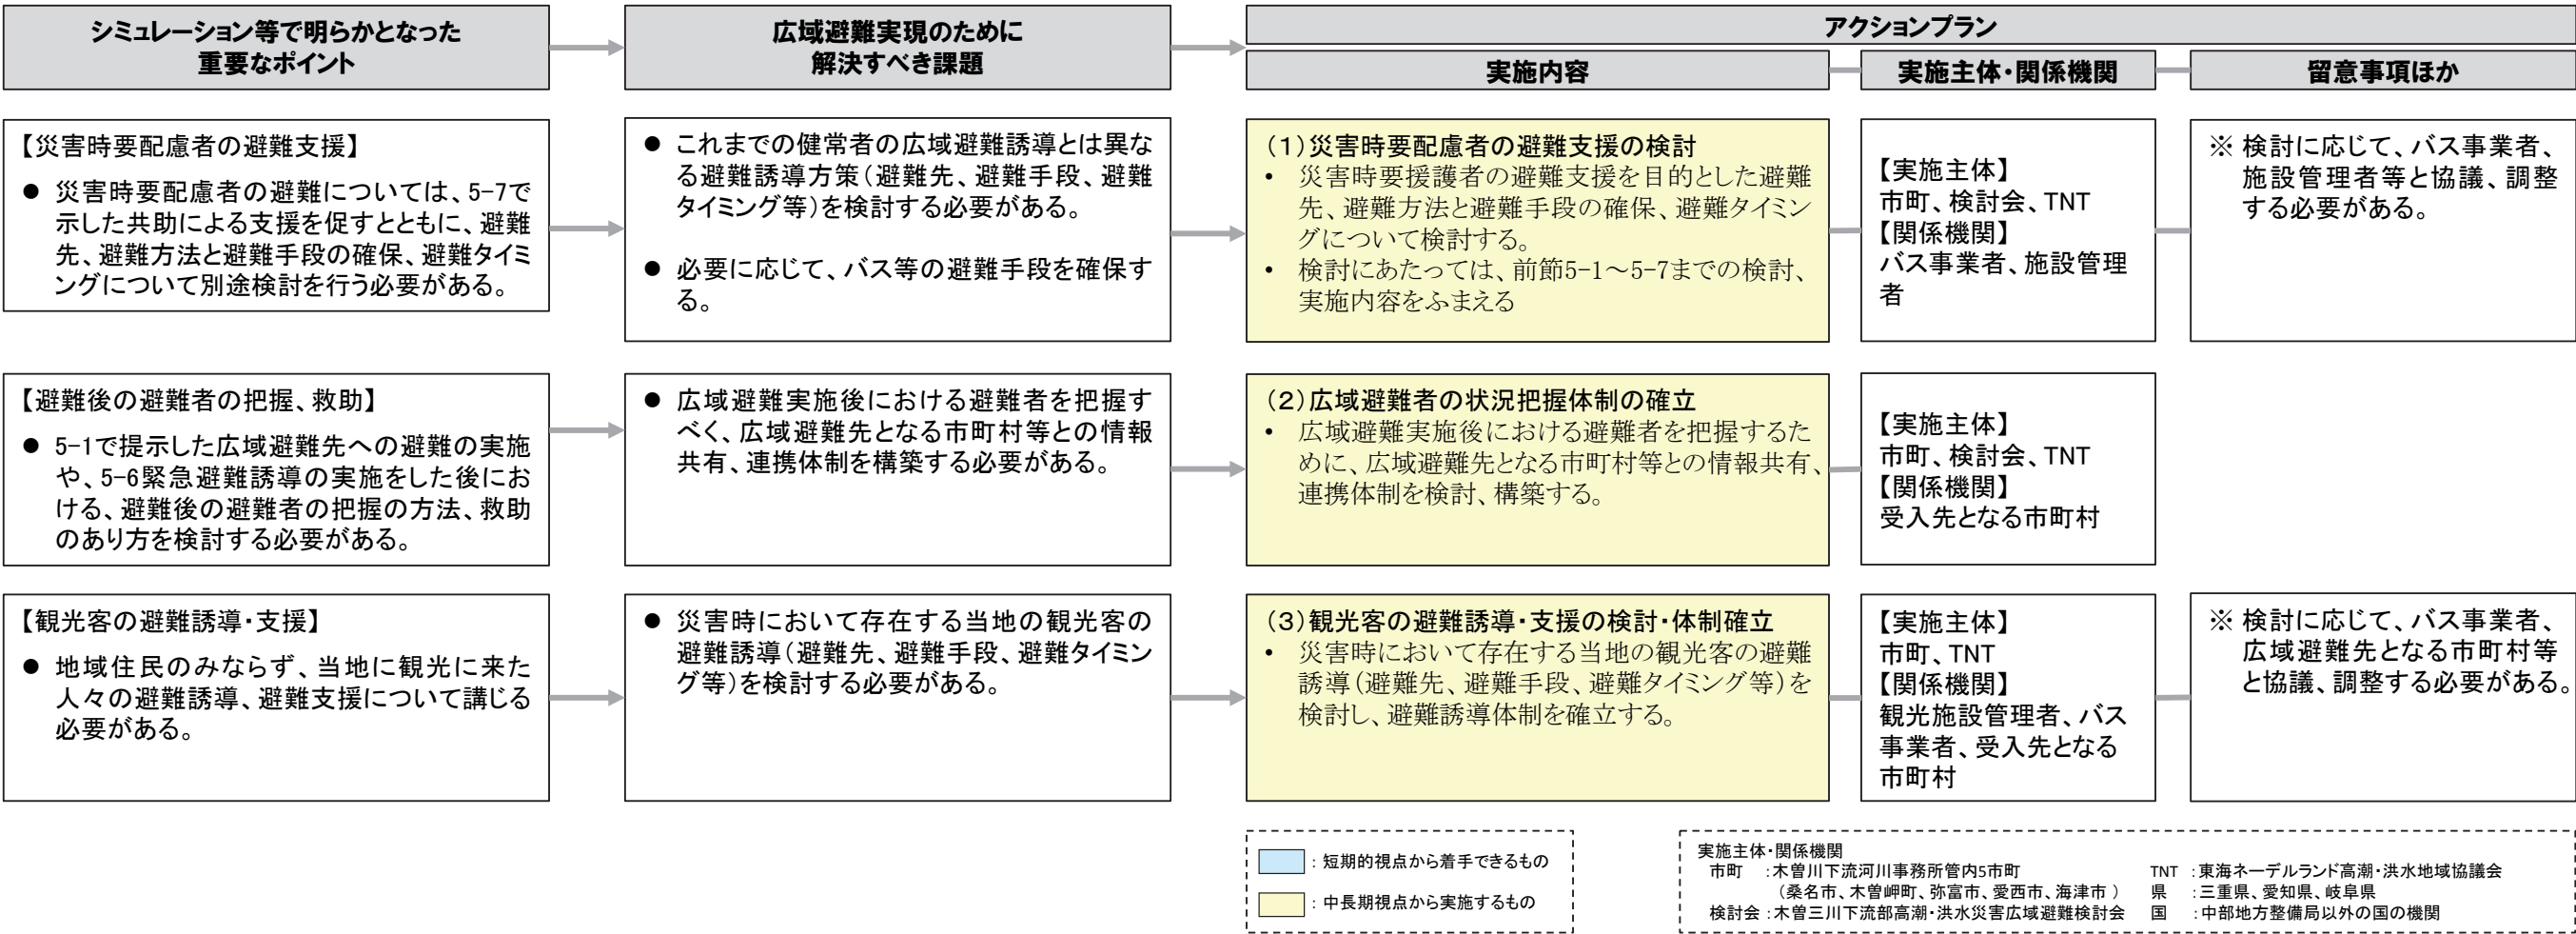 シミュレーション等で明らかとなった
重要なポイント
広域避難実現のために
解決すべき課題
アクションプラン
実施内容
実施主体・関係機関
留意事項ほか
【災害時要配慮者の避難支援】
● 災害時要配慮者の避難については、5-7で
示した共助による支援を促すとともに、避難
先、避難方法と避難手段の確保、避難タイミ
ングについて別途検討を行う必要がある。
● これまでの健常者の広域避難誘導とは異な
る避難誘導方策（避難先、避難手段、避難
タイミング等）を検討する必要がある。
● 必要に応じて、バス等の避難手段を確保す
る。
（1）災害時要配慮者の避難支援の検討
• 災害時要援護者の避難支援を目的とした避難
先、避難方法と避難手段の確保、避難タイミン
グについて検討する。
• 検討にあたっては、前節5-1～5-7までの検討、
実施内容をふまえる
【実施主体】
市町、検討会、TNT
【関係機関】
バス事業者、施設管理
者
※ 検討に応じて、バス事業者、
施設管理者等と協議、調整
する必要がある。
【避難後の避難者の把握、救助】
● 5-1で提示した広域避難先への避難の実施
や、5-6緊急避難誘導の実施をした後にお
ける、避難後の避難者の把握の方法、救助
のあり方を検討する必要がある。
● 広域避難実施後における避難者を把握す
べく、広域避難先となる市町村等との情報
共有、連携体制を構築する必要がある。
（2）広域避難者の状況把握体制の確立
• 広域避難実施後における避難者を把握するた
めに、広域避難先となる市町村等との情報共有、
連携体制を検討、構築する。
【実施主体】
市町、検討会、TNT
【関係機関】
受入先となる市町村
【観光客の避難誘導・支援】
● 地域住民のみならず、当地に観光に来た
人々の避難誘導、避難支援について講じる
必要がある。
● 災害時において存在する当地の観光客の
避難誘導（避難先、避難手段、避難タイミン
グ等）を検討する必要がある。
（3）観光客の避難誘導・支援の検討・体制確立
• 災害時において存在する当地の観光客の避難
誘導（避難先、避難手段、避難タイミング等）を
検討し、避難誘導体制を確立する。
【実施主体】
市町、TNT
【関係機関】
観光施設管理者、バス
事業者、受入先となる
市町村
※ 検討に応じて、バス事業者、
広域避難先となる市町村等
と協議、調整する必要がある。
：短期的視点から着手できるもの
：中長期視点から実施するもの
実施主体・関係機関
市町 ：木曽川下流河川事務所管内5市町
（桑名市、木曽岬町、弥富市、愛西市、海津市 ）
検討会：木曽三川下流部高潮・洪水災害広域避難検討会
TNT ：東海ネーデルランド高潮・洪水地域協議会
県 ：三重県、愛知県、岐阜県
国 ：中部地方整備局以外の国の機関